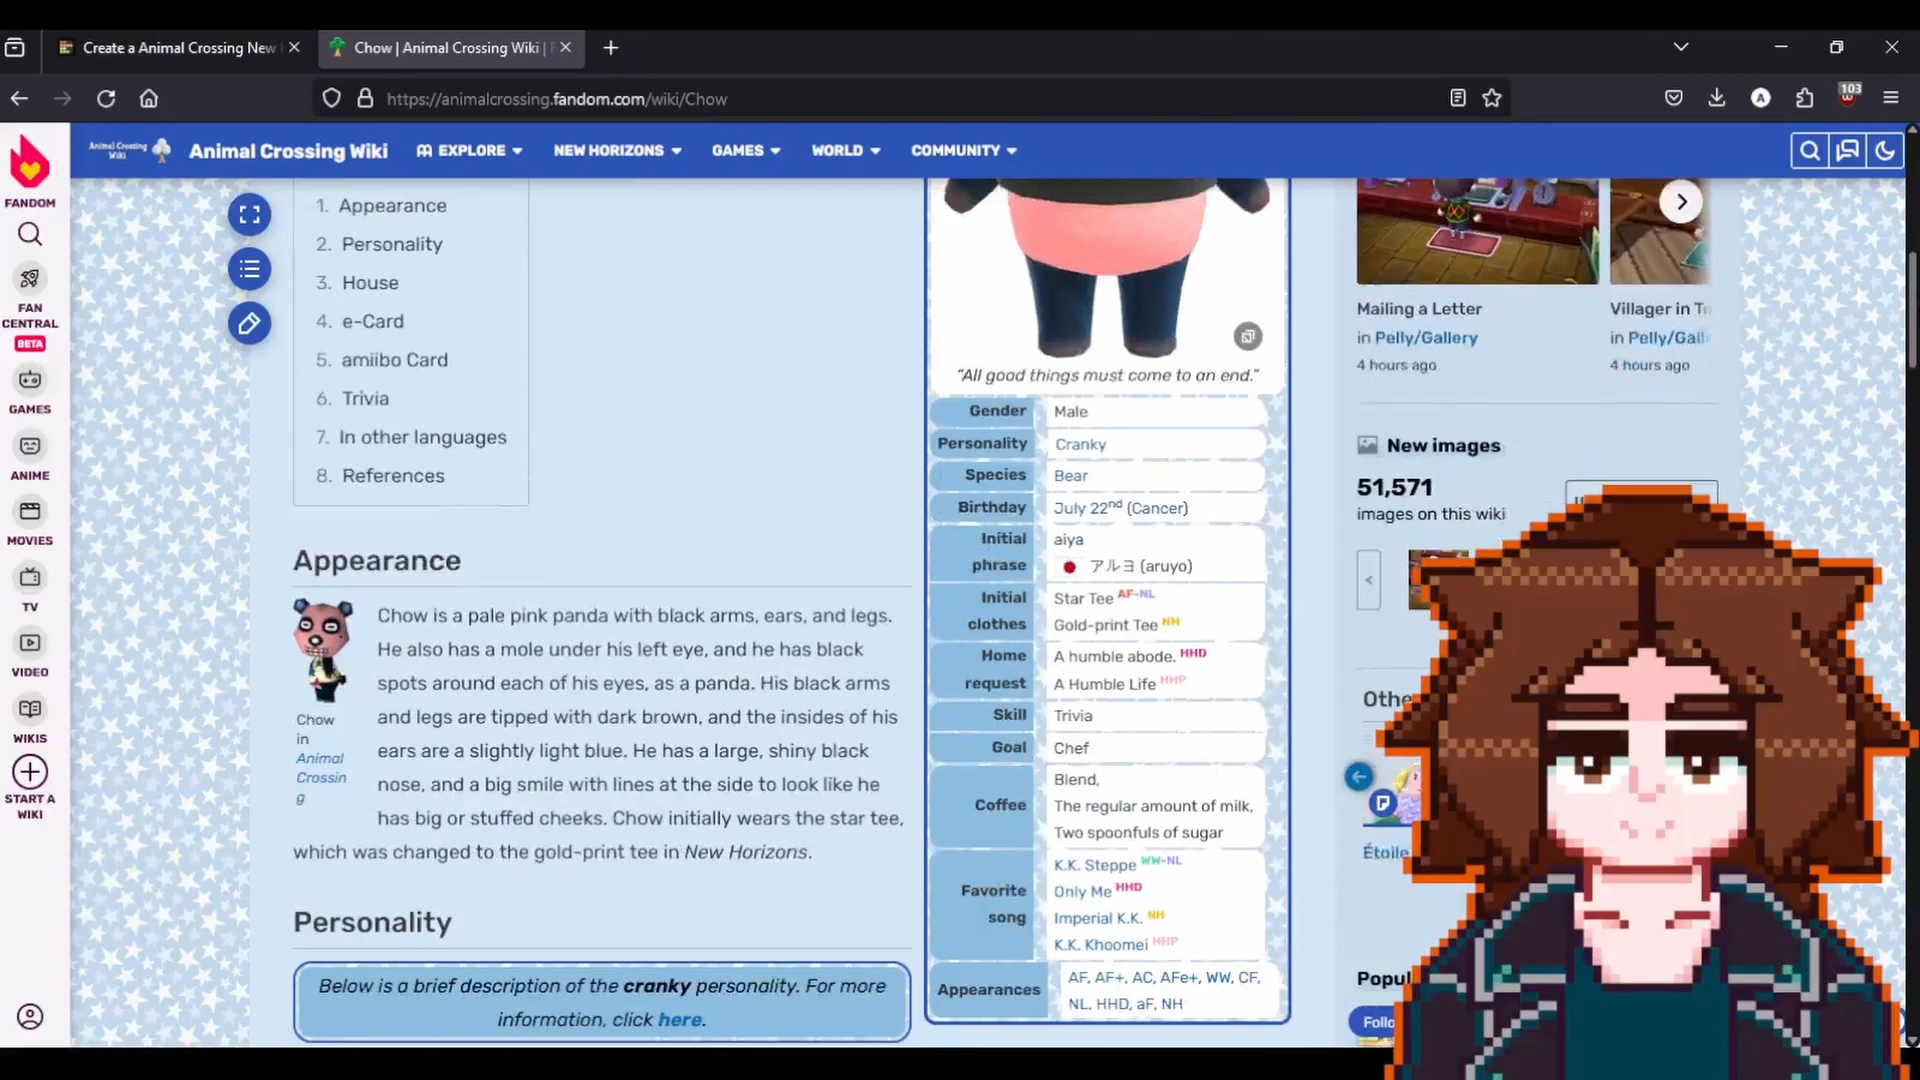 Create a Animal Crossing New
Chow | Animal Crossing Wiki |
https://animalcrossing.fandom.com/wiki/Chow
103
A
Animal Crossing
Wiki
Animal Crossing Wiki
EXPLORE
NEW HORIZONS
GAMES
WORLD
COMMUNITY
FANDOM
FAN
CENTRAL
BETA
GAMES
ANIME
MOVIES
TV
VIDEO
WIKIS
START A
WIKI
1. Appearance
2. Personality
3. House
4. e-Card
5. amiibo Card
6. Trivia
7. In other languages
8. References
Appearance
Chow
in
Animal
Crossin
g
Chow is a pale pink panda with black arms, ears, and legs.
He also has a mole under his left eye, and he has black
spots around each of his eyes, as a panda. His black arms
and legs are tipped with dark brown, and the insides of his
ears are a slightly light blue. He has a large, shiny black
nose, and a big smile with lines at the side to look like he
has big or stuffed cheeks. Chow initially wears the star tee,
which was changed to the gold-print tee in New Horizons.
Personality
Below is a brief description of the cranky personality. For more
information, click here.
“All good things must come to an end.”
Gender Male
Personality Cranky
Species Bear
Birthday July 22nd (Cancer)
Initial phrase
aiya
アルヨ (aruyo)
Initial clothes
Star Tee AF-NL
Gold-print Tee NH
Home request
A humble abode. HHD
A Humble Life HHP
Skill Trivia
Goal Chef
Coffee
Blend,
The regular amount of milk,
Two spoonfuls of sugar
Favorite song
K.K. Steppe WW-NL
Only Me HHD
Imperial K.K. NH
K.K. Khoomei HHP
Appearances
AF, AF+, AC, AFe+, WW, CF,
NL, HHD, aF, NH
Mailing a Letter
in Pelly/Gallery
4 hours ago
Villager in
in Pelly/Gall
4 hours ago
New images
51,571
images on this wiki
<
Othe
Étoile
Popul
Follo